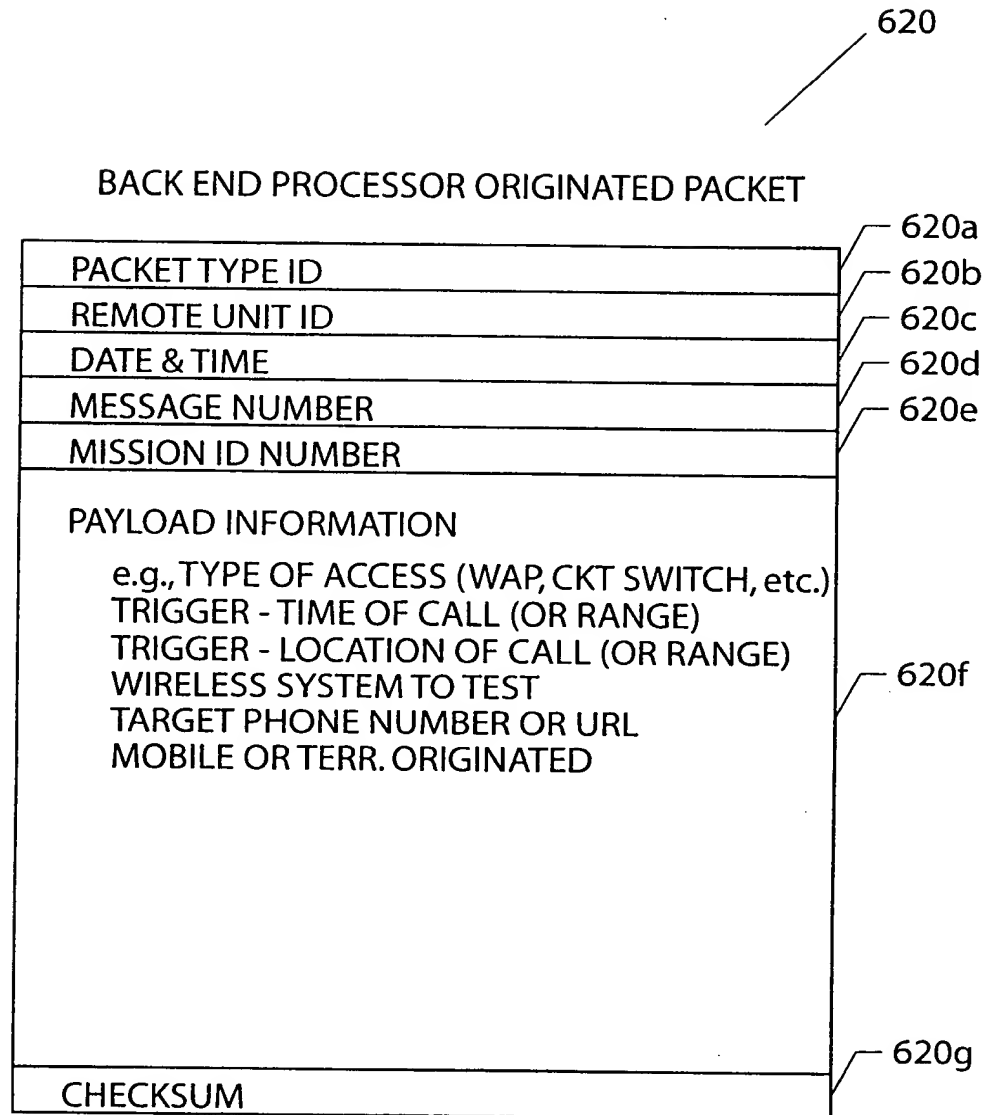 620
BACK END PROCESSOR ORIGINATED PACKET
620a
PACKET TYPE ID
620b
REMOTE UNIT ID
620c
DATE & TIME
620d
MESSAGE NUMBER
620e
MISSION ID NUMBER
PAYLOAD INFORMATION
e.g., TYPE OF ACCESS (WAP, CKT SWITCH, etc.)
TRIGGER - TIME OF CALL (OR RANGE)
TRIGGER - LOCATION OF CALL (OR RANGE)
WIRELESS SYSTEM TO TEST
620f
TARGET PHONE NUMBER OR URL
MOBILE OR TERR. ORIGINATED
620g
CHECKSUM